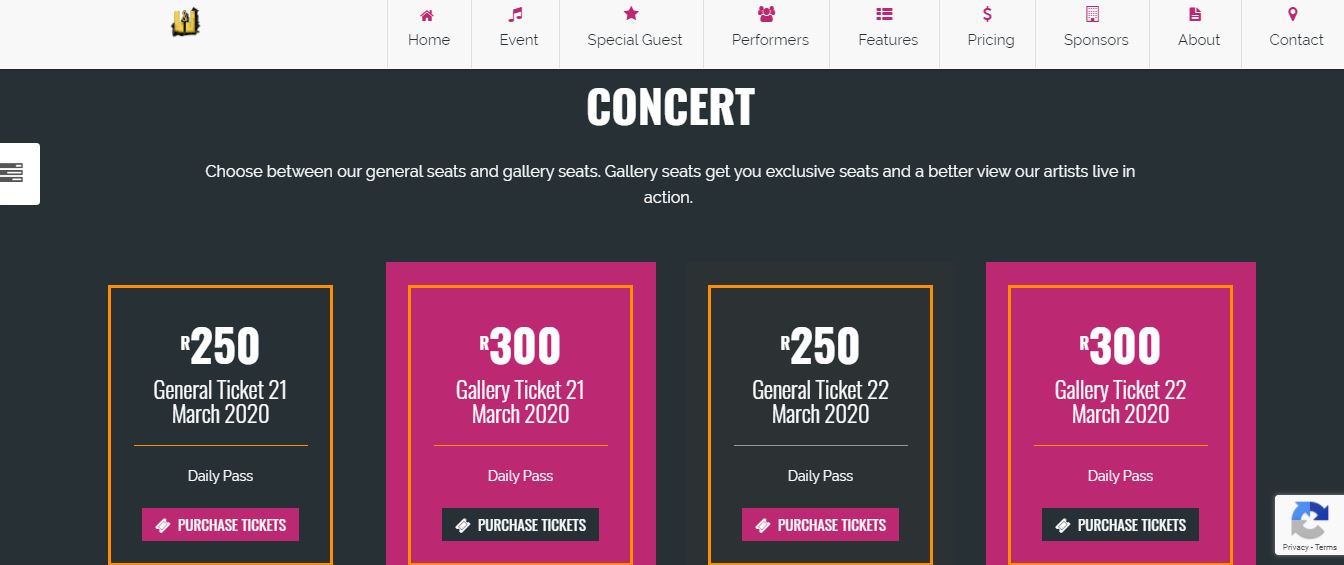 Home
Event
Special Guest
Performers
Features
Pricing
Sponsors
About
Contact
CONCERT
Choose between our general seats and gallery seats. Gallery seats get you exclusive seats and a better view our artists live in
action.
R250
General Ticket 21
March 2020
Daily Pass
PURCHASE TICKETS
R300
Gallery Ticket 21
March 2020
Daily Pass
PURCHASE TICKETS
R250
General Ticket 22
March 2020
Daily Pass
PURCHASE TICKETS
R300
Gallery Ticket 22
March 2020
Daily Pass
PURCHASE TICKETS
Privacy - Terms